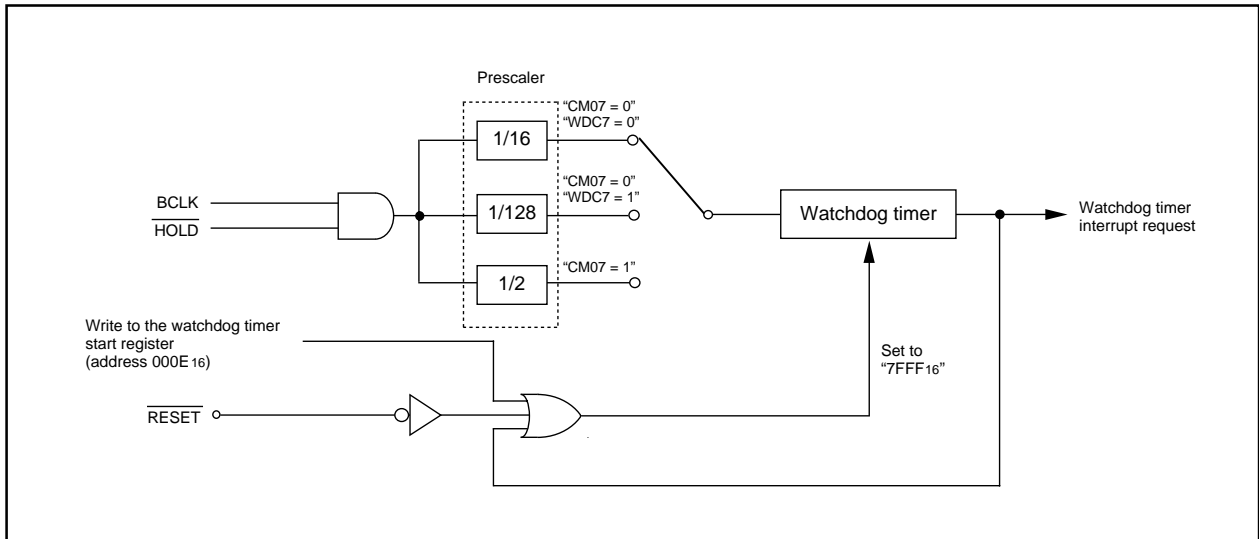 Prescaler
“CM07 = 0”
“WDC7 = 0”
1/16
“CM07 = 0”
“WDC7 = 1”
BCLK
HOLD
1/128
Watchdog timer
Watchdog timer
interrupt request
“CM07 = 1”
1/2
Write to the watchdog timer
start register
(address 000E16)
Set to
“7FFF16”
RESET